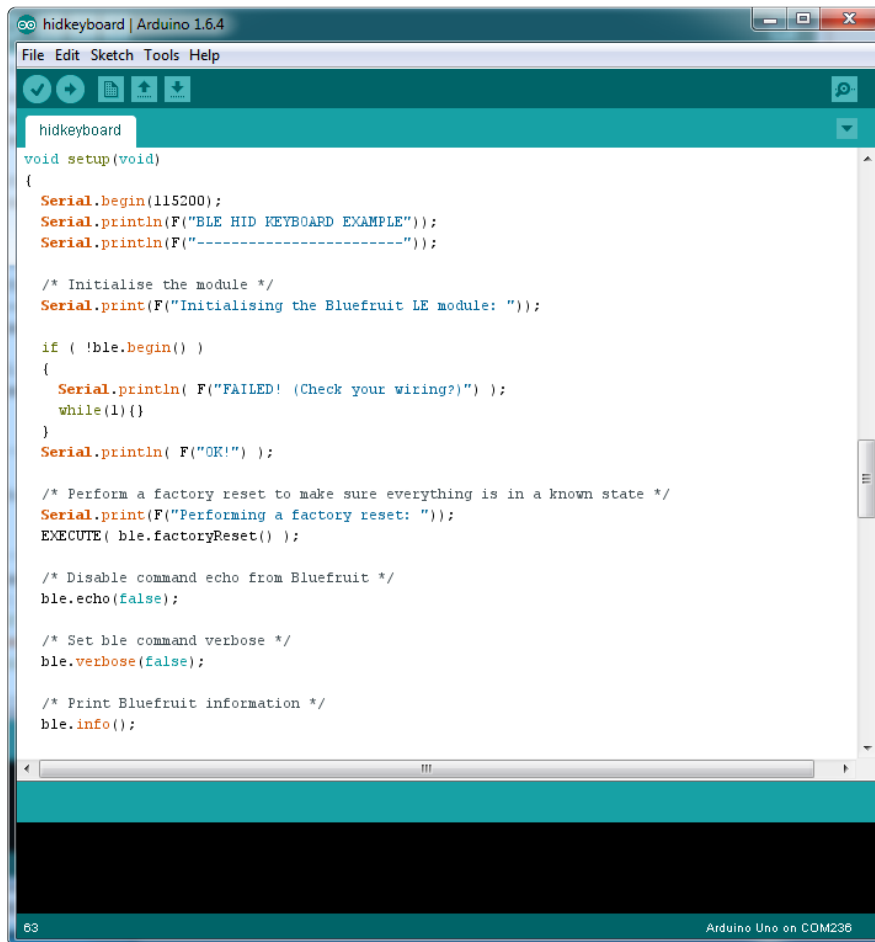 hidkeyboard | Arduino 1.6.4
File Edit Sketch Tools Help
hidkeyboard
void setup(void)
{
  Serial.begin(115200);
  Serial.println(F("BLE HID KEYBOARD EXAMPLE"));
  Serial.println(F("------------------------"));

  /* Initialise the module */
  Serial.print(F("Initialising the Bluefruit LE module: "));

  if ( !ble.begin() )
  {
    Serial.println( F("FAILED! (Check your wiring?)") );
    while(1){}
  }
  Serial.println( F("OK!") );

  /* Perform a factory reset to make sure everything is in a known state */
  Serial.print(F("Performing a factory reset: "));
  EXECUTE( ble.factoryReset() );

  /* Disable command echo from Bluefruit */
  ble.echo(false);

  /* Set ble command verbose */
  ble.verbose(false);

  /* Print Bluefruit information */
  ble.info();
63 Arduino Uno on COM236